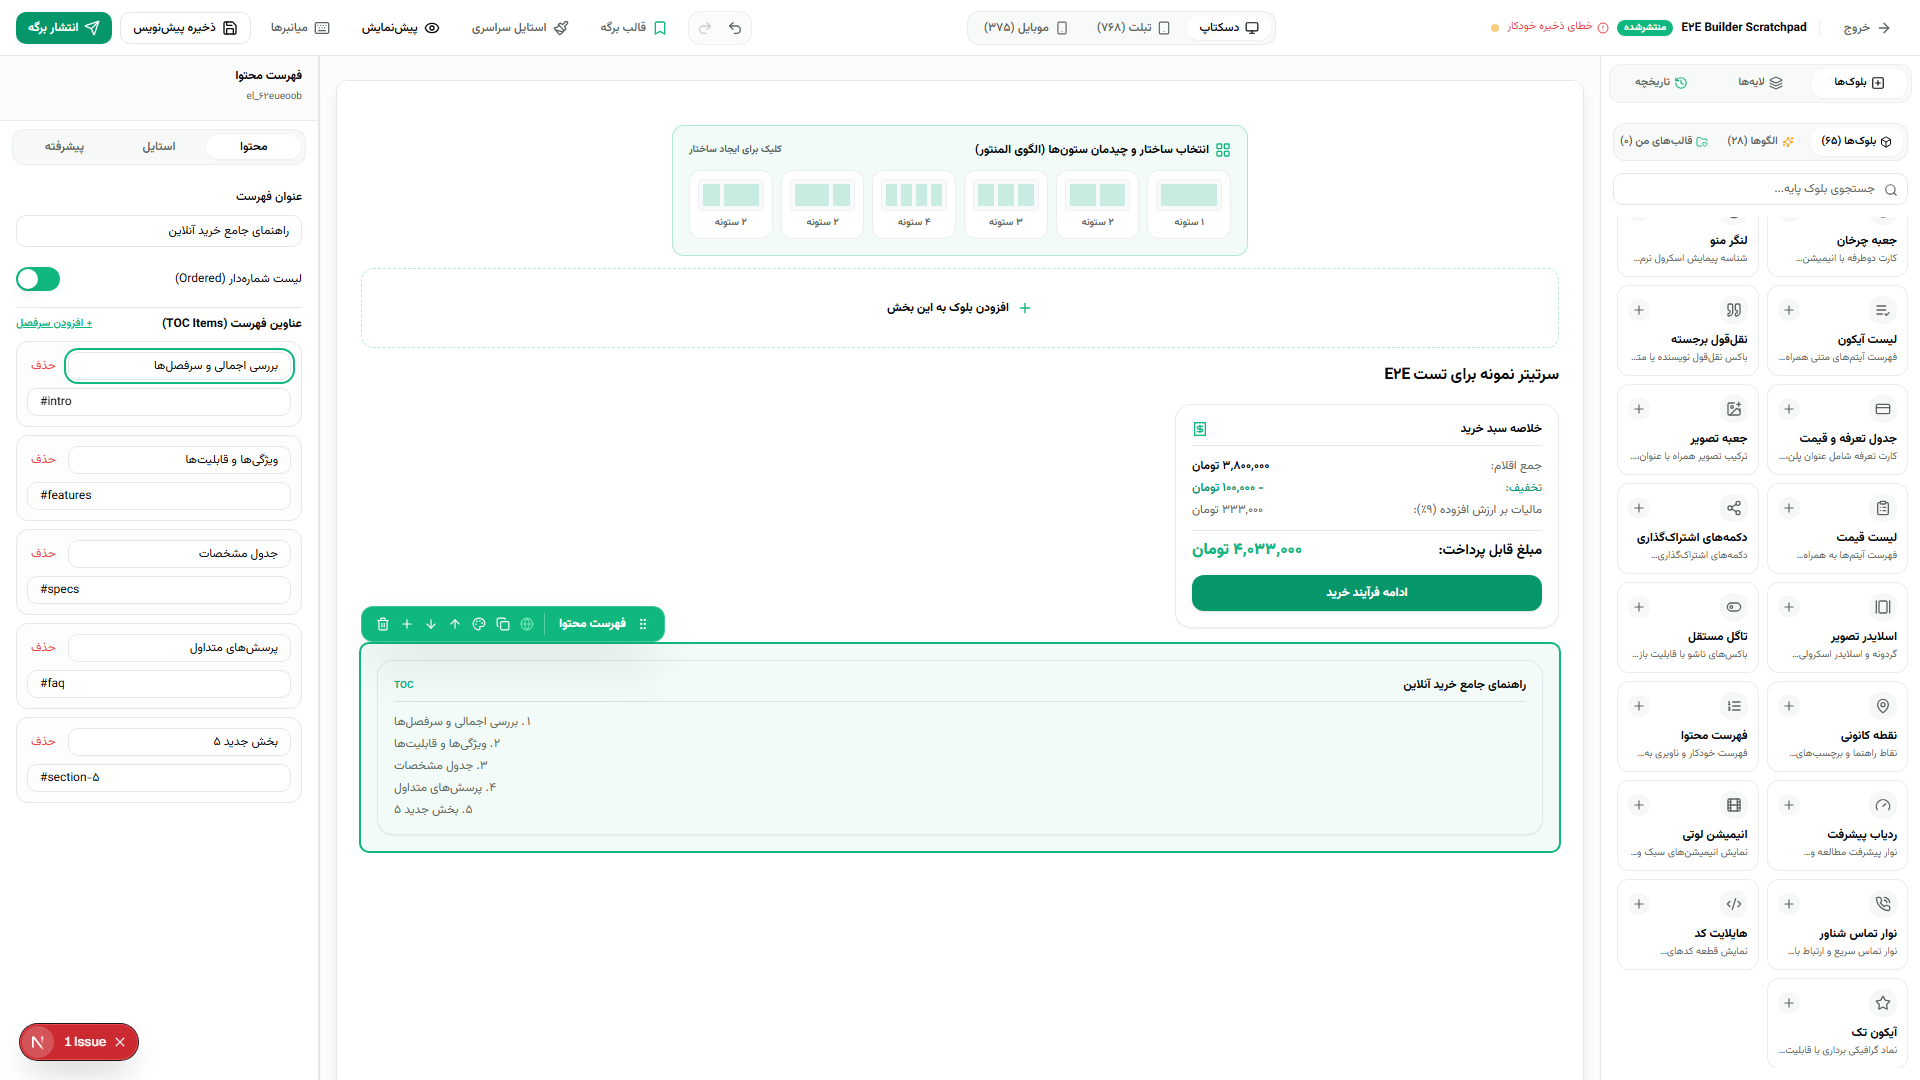 خروج
E۲E Builder Scratchpad
منتشرشده
خطای ذخیره خودکار
دسکتاپ
تبلت (۷۶۸)
موبایل (۳۷۵)
قالب برگه
استایل سراسری
پیش‌نمایش
میانبرها
ذخیره پیش‌نویس
انتشار برگه
بلوک‌ها
لایه‌ها
تاریخچه
بلوک‌ها (۶۵)
الگوها (۲۸)
قالب‌های من (۰)
جستجوی بلوک پایه...
جعبه چرخان
کارت دوطرفه با انیمیشن...
لنگر منو
شناسه پیمایش اسکرول نرم...
لیست آیکون
فهرست آیتم‌های متنی همراه...
نقل‌قول برجسته
باکس نقل‌قول نویسنده یا مت...
جدول تعرفه و قیمت
کارت تعرفه شامل عنوان پلن،...
جعبه تصویر
ترکیب تصویر همراه با عنوان،...
لیست قیمت
فهرست آیتم‌ها به همراه...
دکمه‌های اشتراک‌گذاری
دکمه‌های اشتراک‌گذاری...
اسلایدر تصویر
گردونه و اسلایدر اسکرولی...
تاگل مستقل
باکس‌های تاشو با قابلیت باز...
نقطه کانونی
نقاط راهنما و برچسب‌های...
فهرست محتوا
فهرست خودکار و ناوبری به...
ردیاب پیشرفت
نوار پیشرفت مطالعه و...
انیمیشن لوتی
نمایش انیمیشن‌های سبک و...
نوار تماس شناور
نوار تماس سریع و ارتباط با...
هایلایت کد
نمایش قطعه کدهای...
آیکون تک
نماد گرافیکی برداری با قابلیت...
انتخاب ساختار و چیدمان ستون‌ها (الگوی المنتور)
کلیک برای ایجاد ساختار
۱ ستونه
۲ ستونه
۳ ستونه
۴ ستونه
۲ ستونه
۲ ستونه
افزودن بلوک به این بخش
سرتیتر نمونه برای تست E۲E
خلاصه سبد خرید
جمع اقلام:
۳,۸۰۰,۰۰۰ تومان
تخفیف:
- ۱۰۰,۰۰۰ تومان
مالیات بر ارزش افزوده (۹٪):
۳۳۳,۰۰۰ تومان
مبلغ قابل پرداخت:
۴,۰۳۳,۰۰۰ تومان
ادامه فرآیند خرید
فهرست محتوا
راهنمای جامع خرید آنلاین
TOC
۱. بررسی اجمالی و سرفصل‌ها
۲. ویژگی‌ها و قابلیت‌ها
۳. جدول مشخصات
۴. پرسش‌های متداول
۵. بخش جدید ۵
فهرست محتوا
el_۶۲eueoob
محتوا
استایل
پیشرفته
عنوان فهرست
راهنمای جامع خرید آنلاین
لیست شماره‌دار (Ordered)
عناوین فهرست (TOC Items)
+ افزودن سرفصل
بررسی اجمالی و سرفصل‌ها
حذف
#intro
ویژگی‌ها و قابلیت‌ها
حذف
#features
جدول مشخصات
حذف
#specs
پرسش‌های متداول
حذف
#faq
بخش جدید ۵
حذف
#section-۵
N
1 Issue